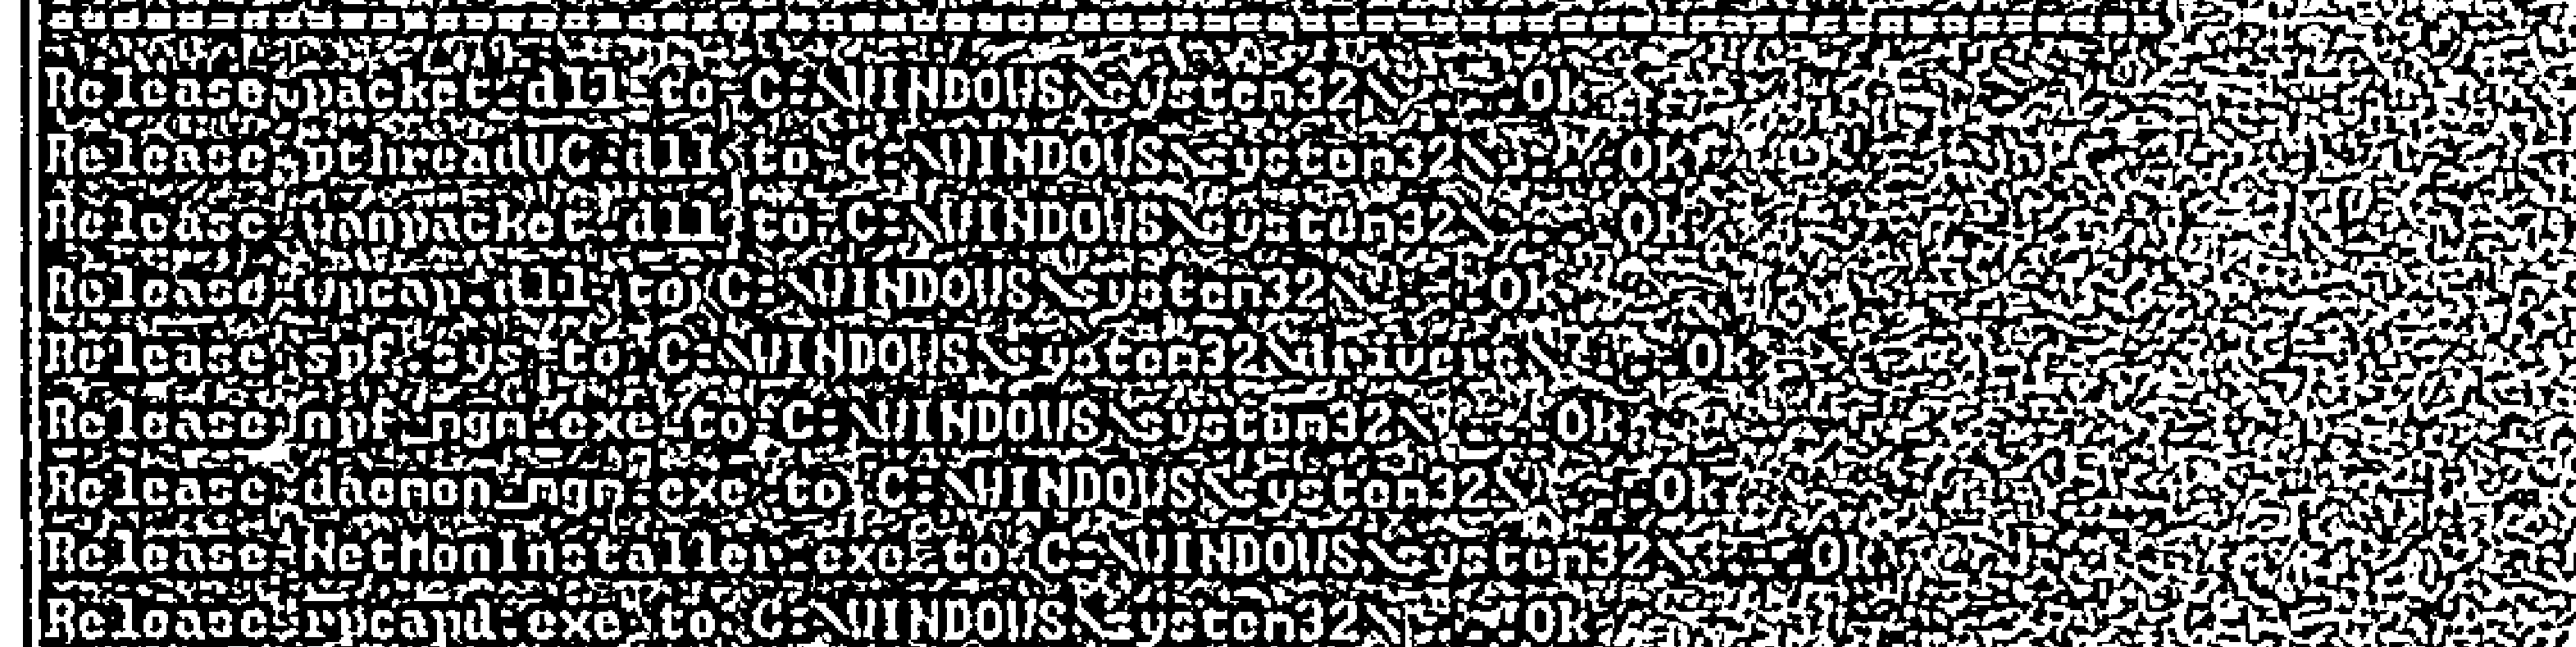 Release packet.dll to C:\WINDOWS\system32\....Ok
Release pthreadVC.dll to C:\WINDOWS\system32\....Ok
Release wanpacket.dll to C:\WINDOWS\system32\....Ok
Release wpcap.dll to C:\WINDOWS\system32\....Ok
Release spf.sys to C:\WINDOWS\system32\drivers\....Ok
Release npf_mgm.exe to C:\WINDOWS\system32\....Ok
Release daemon_mgm.exe to C:\WINDOWS\system32\....Ok
Release NetMonInstaller.exe to C:\WINDOWS\system32\....Ok
Release rpcapd.exe to C:\WINDOWS\system32\....Ok